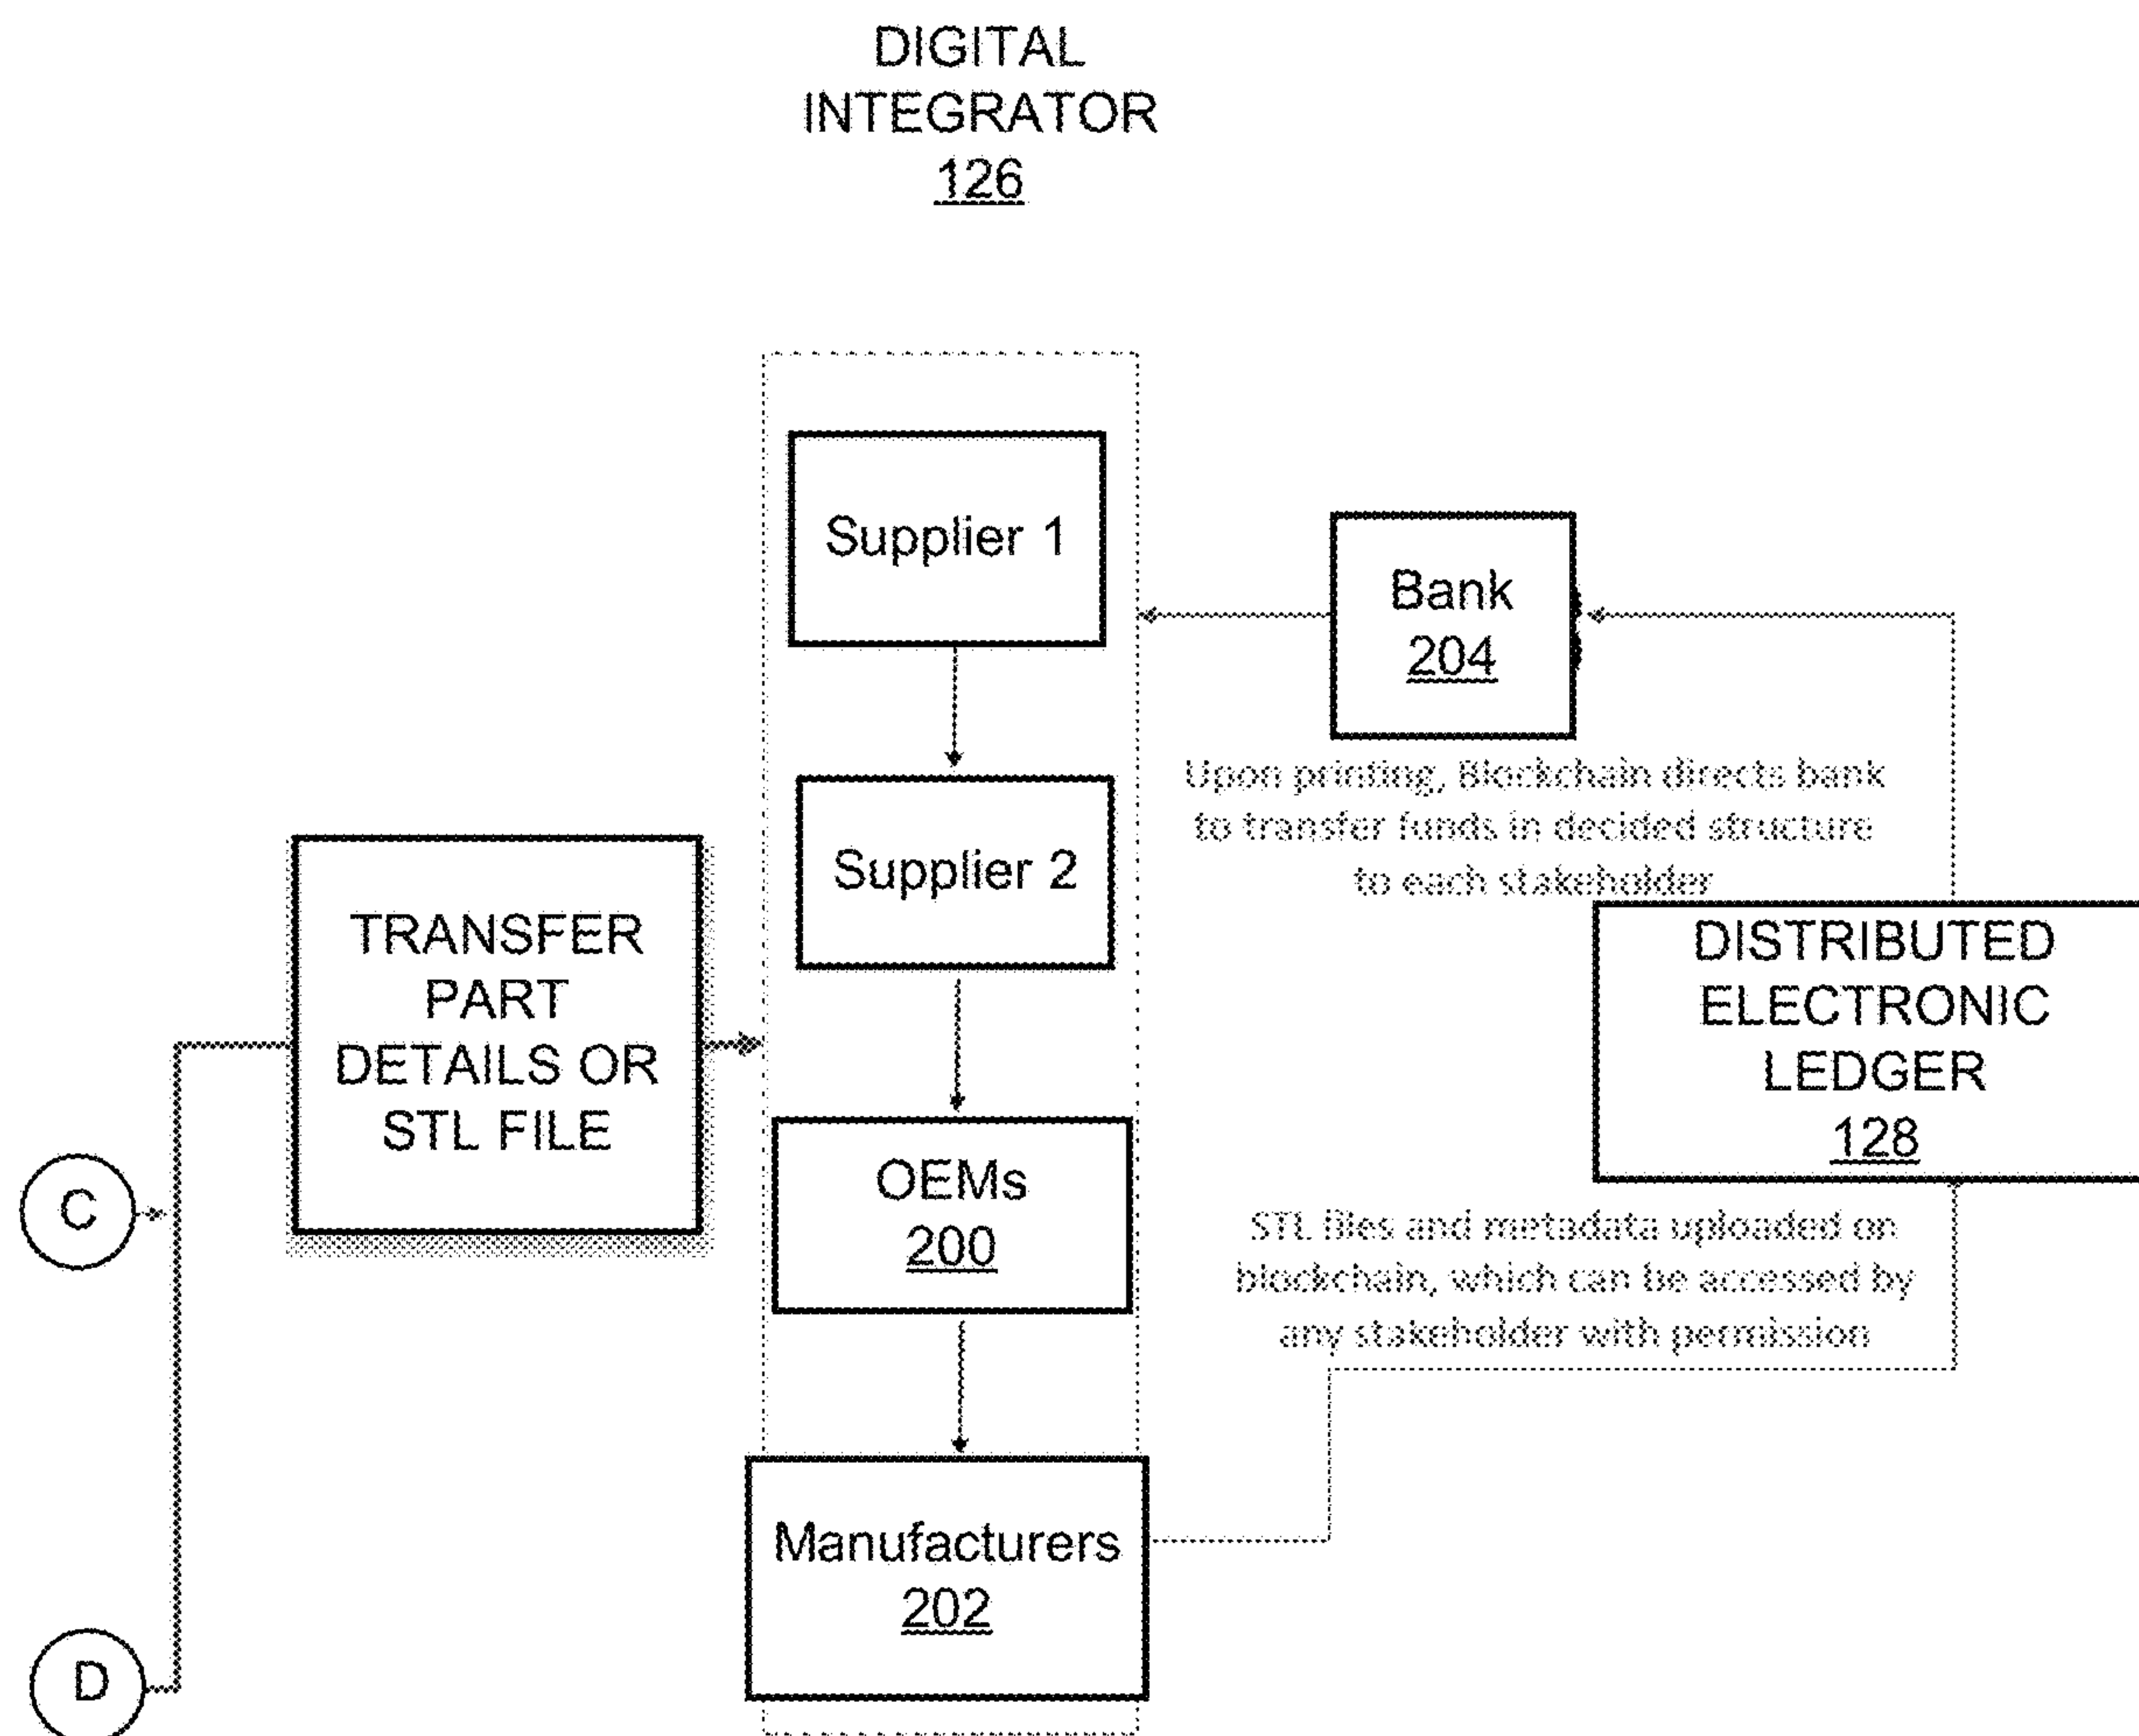 DIGITAL
INTEGRATOR
126
Supplier 1
Bank
204
Upon printing, Blockchain directs bank
to transfer funds in decided structure
to each stakeholder
Supplier 2
TRANSFER
PART
DETAILS OR
STL FILE
DISTRIBUTED
ELECTRONIC
LEDGER
128
C
OEMs
200
STL files and metadata uploaded on
blockchain, which can be accessed by
any stakeholder with permission
Manufacturers
202
D